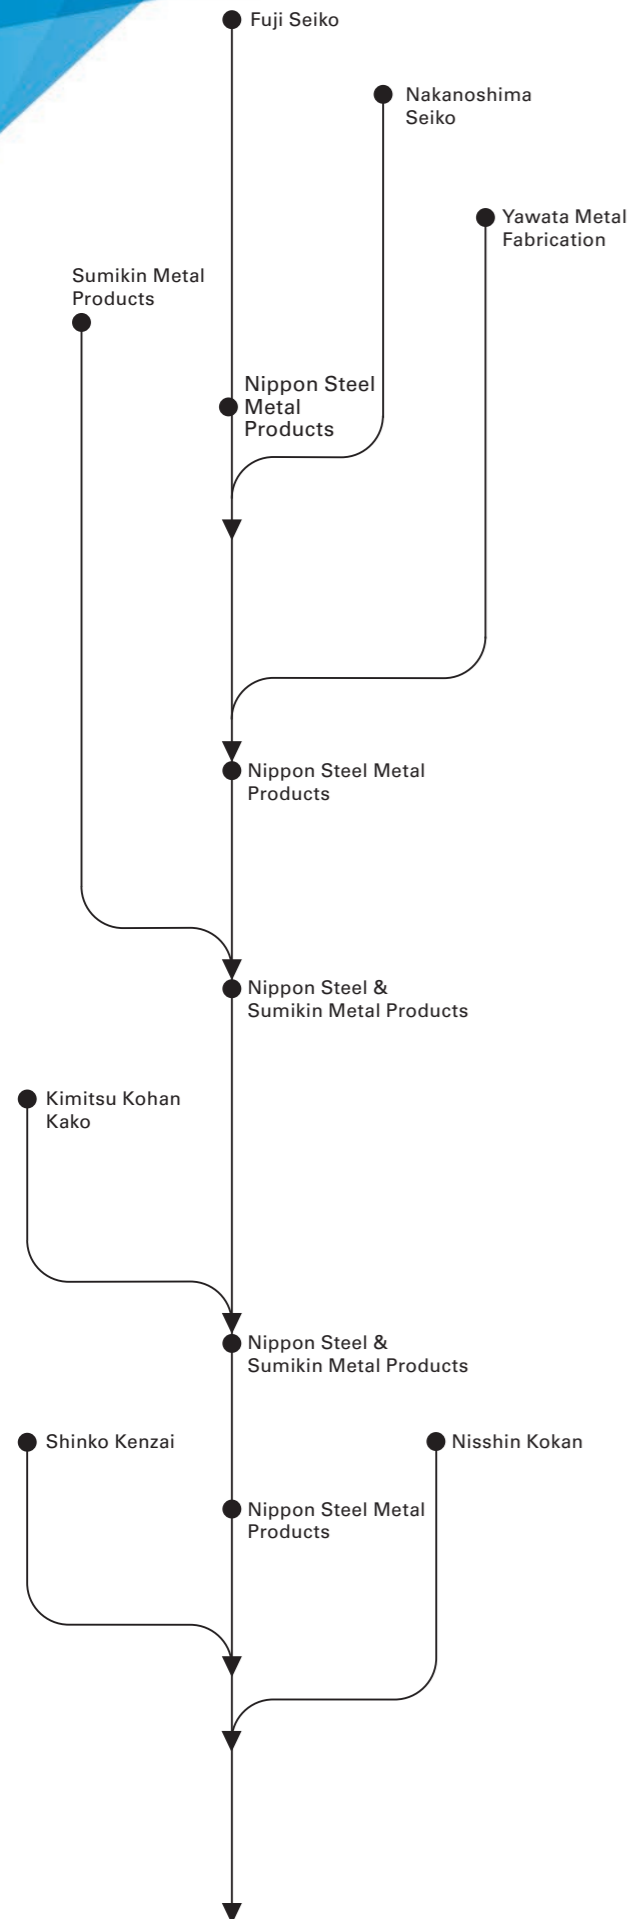 Fuji Seiko
Nakanoshima
Seiko
Yawata Metal
Fabrication
Sumikin Metal
Products
Nippon Steel
Metal
Products
Nippon Steel Metal
Products
Nippon Steel &
Sumikin Metal Products
Kimitsu Kohan
Kako
Nippon Steel &
Sumikin Metal Products
Shinko Kenzai
Nisshin Kokan
Nippon Steel Metal
Products